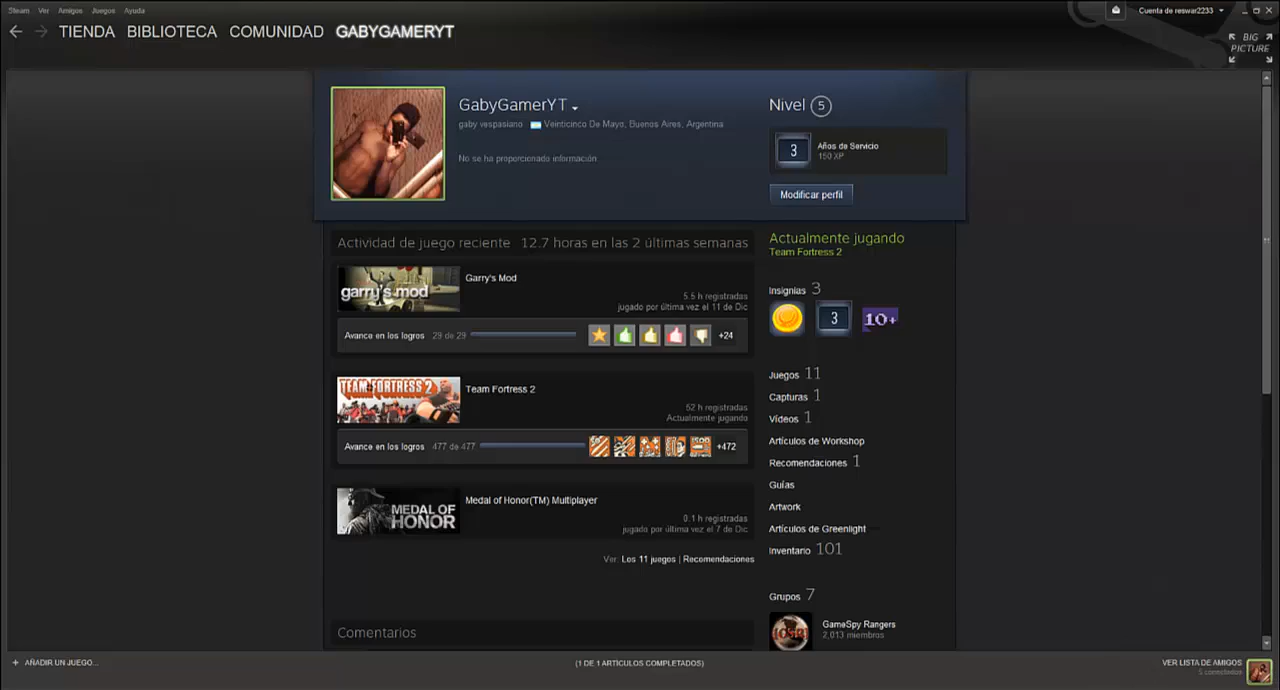 Steam Ver Amigos Juegos Ayuda
Cuenta de reswar2233
TIENDA BIBLIOTECA COMUNIDAD GABYGAMERYT
BIG PICTURE
GabyGamerYT
gaby vespasiano Veinticinco De Mayo, Buenos Aires, Argentina
No se ha proporcionado información
Nivel 5
3 Años de Servicio
150 XP
Modificar perfil
Actividad de juego reciente 12.7 horas en las 2 últimas semanas
garry's mod
Garry's Mod
5.5 h registradas
jugado por última vez el 11 de Dic
Avance en los logros 29 de 29 +24
TEAM FORTRESS 2
Team Fortress 2
52 h registradas
Actualmente jugando
Avance en los logros 477 de 477 +472
MEDAL OF HONOR
Medal of Honor(TM) Multiplayer
0.1 h registradas
jugado por última vez el 7 de Dic
Ver: Los 11 juegos | Recomendaciones
Comentarios
Actualmente jugando
Team Fortress 2
Insignias 3
3 10+
Juegos 11
Capturas 1
Vídeos 1
Artículos de Workshop
Recomendaciones 1
Guías
Artwork
Artículos de Greenlight
Inventario 101
Grupos 7
GameSpy Rangers
2,013 miembros
+ AÑADIR UN JUEGO...
(1 DE 1 ARTÍCULOS COMPLETADOS)
VER LISTA DE AMIGOS
5 conectados